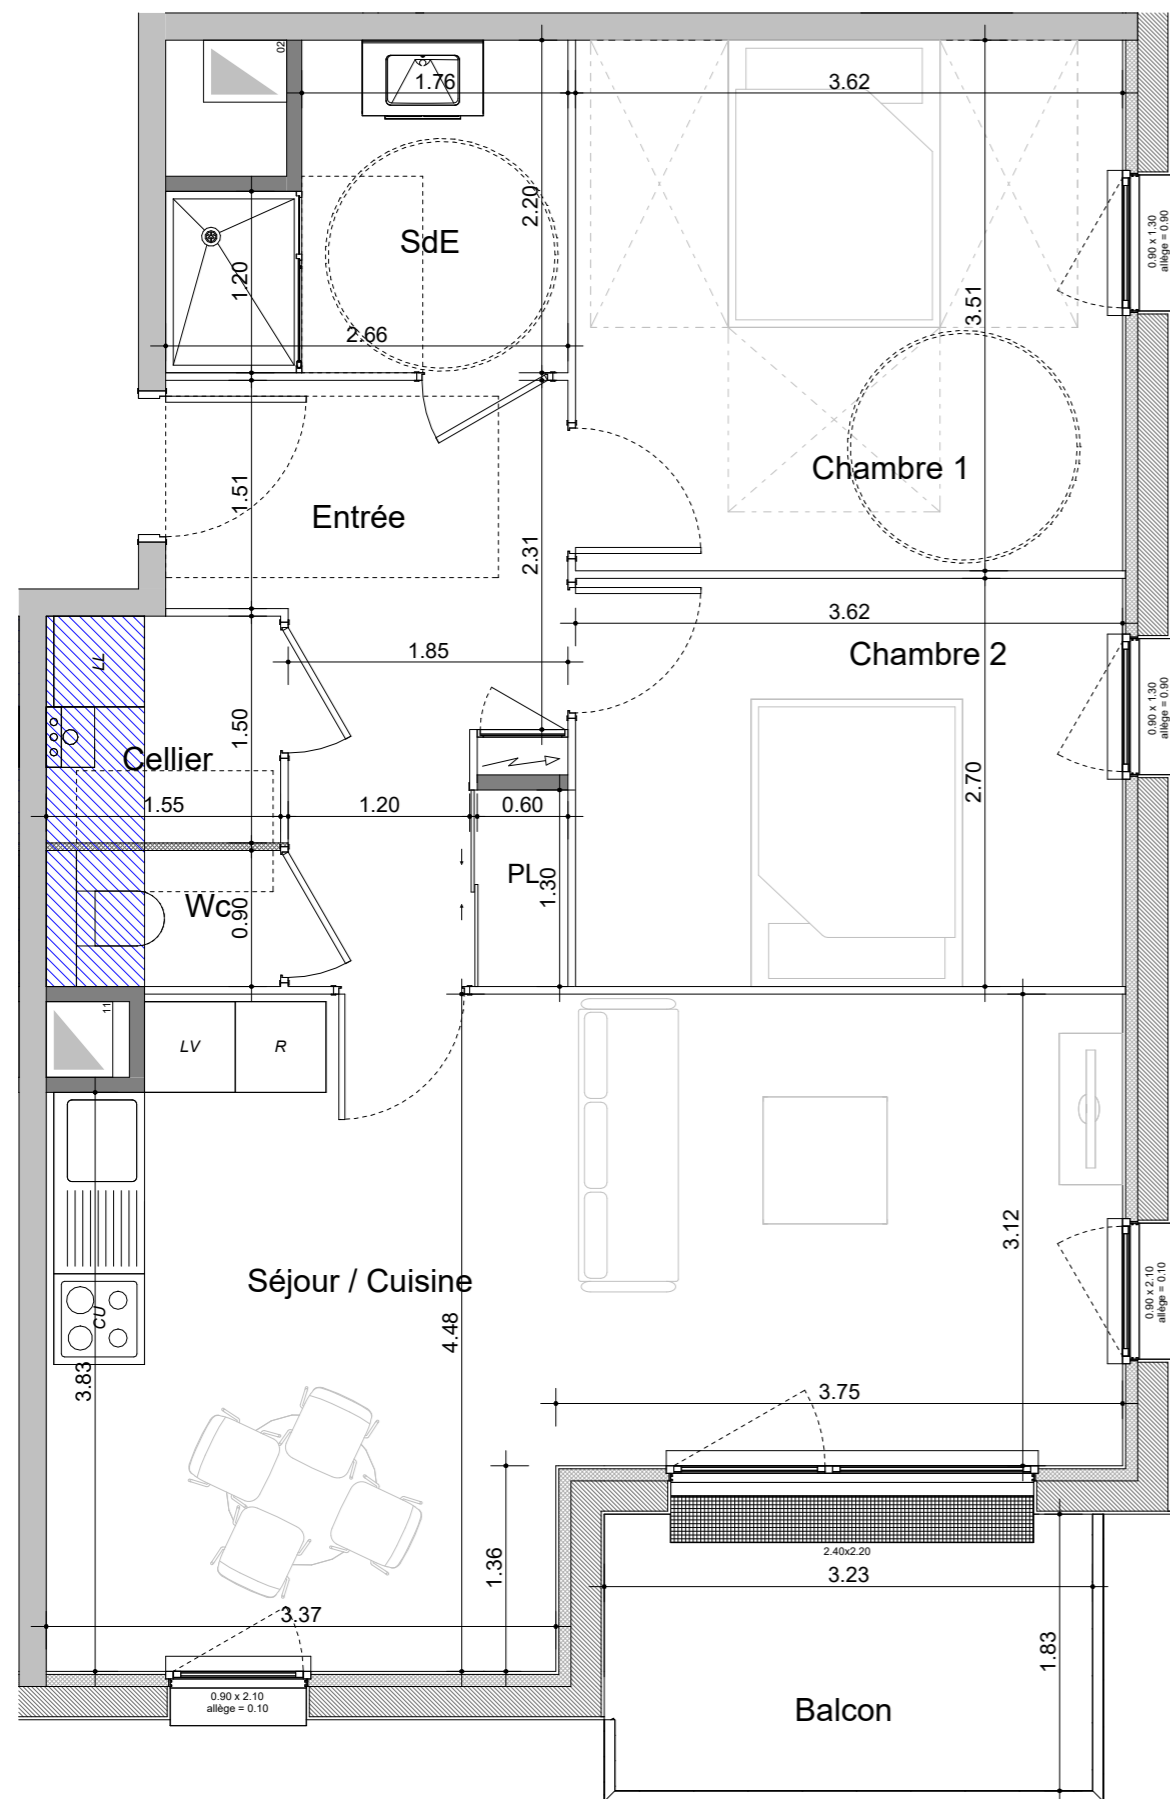 02
1.76
3.62
2.20
SdE
0.90 x 1.30
allège = 0.90
1.20
3.51
2.66
Chambre 1
1.51
Entrée
2.31
3.62
1.85
Chambre 2
0.90 x 1.30
allège = 0.90
LL
1.50
Cellier
2.70
1.55
1.20
0.60
PL
1.30
Wc
0.90
11
LV
R
3.12
Séjour / Cuisine
0.90 x 2.10
allège = 0.10
CU
4.48
3.83
3.75
1.36
2.40x2.20
3.23
3.37
1.83
0.90 x 2.10
allège = 0.10
Balcon